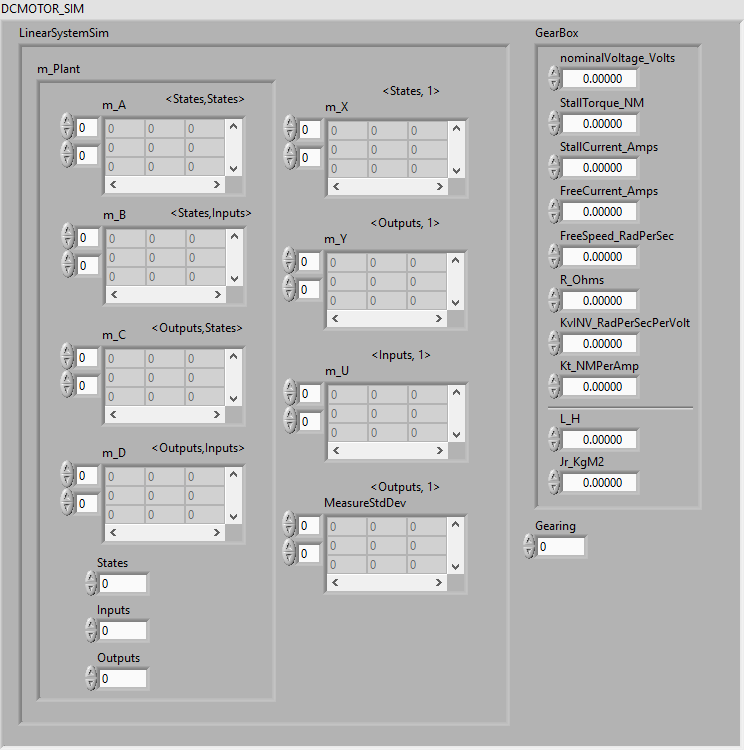 DCMOTOR_SIM
LinearSystemSim
m_Plant
m_A <States,States>
0 0 0 0
0 0 0 0
0 0 0
m_B <States,Inputs>
0 0 0 0
0 0 0 0
0 0 0
m_C <Outputs,States>
0 0 0 0
0 0 0 0
0 0 0
m_D <Outputs,Inputs>
0 0 0 0
0 0 0 0
0 0 0
States
0
Inputs
0
Outputs
0
<States, 1>
m_X
0 0 0 0
0 0 0 0
0 0 0
<Outputs, 1>
m_Y
0 0 0 0
0 0 0 0
0 0 0
<Inputs, 1>
m_U
0 0 0 0
0 0 0 0
0 0 0
<Outputs, 1>
MeasureStdDev
0 0 0 0
0 0 0 0
0 0 0
GearBox
nominalVoltage_Volts
0.00000
StallTorque_NM
0.00000
StallCurrent_Amps
0.00000
FreeCurrent_Amps
0.00000
FreeSpeed_RadPerSec
0.00000
R_Ohms
0.00000
KvINV_RadPerSecPerVolt
0.00000
Kt_NMPerAmp
0.00000
L_H
0.00000
Jr_KgM2
0.00000
Gearing
0